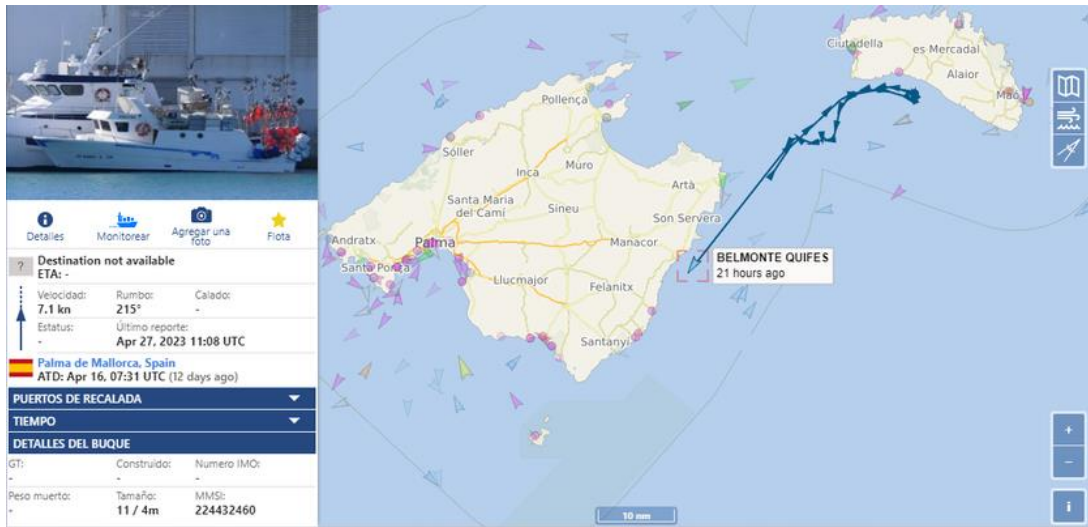 Detalles
Monitorear
Agregar una foto
Flota
?
Destination not available
ETA: -
Velocidad:
7.1 kn
Rumbo:
215°
Calado:
-
Estatus:
-
Último reporte:
Apr 27, 2023 11:08 UTC
Palma de Mallorca, Spain
ATD: Apr 16, 07:31 UTC (12 days ago)
PUERTOS DE RECALADA
TIEMPO
DETALLES DEL BUQUE
GT:
-
Construido:
-
Numero IMO:
-
Peso muerto:
-
Tamaño:
11 / 4m
MMSI:
224432460
Ciutadella
es Mercadal
Alaior
Maó
Pollença
Sóller
Inca
Muro
Artà
Santa Maria
del Camí
Sineu
Son Servera
Andratx
Palma
Manacor
Santa Ponça
Llucmajor
Felanitx
Santanyí
BELMONTE QUIFES
21 hours ago
10 nm
+
−
i